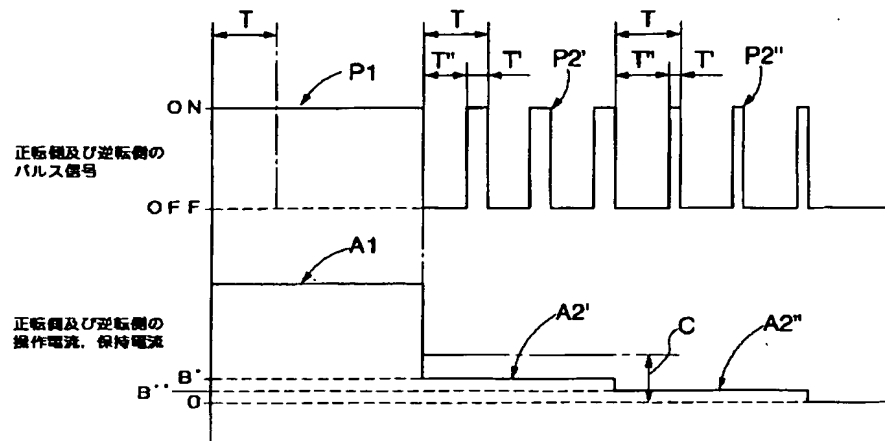 T T T
T" T' T" T'
P1 P2' P2"
ON
正転側及び逆転側の
パルス信号
OFF
A1
正転側及び逆転側の
操作電流、保持電流
A2' C A2"
B'
B''
0